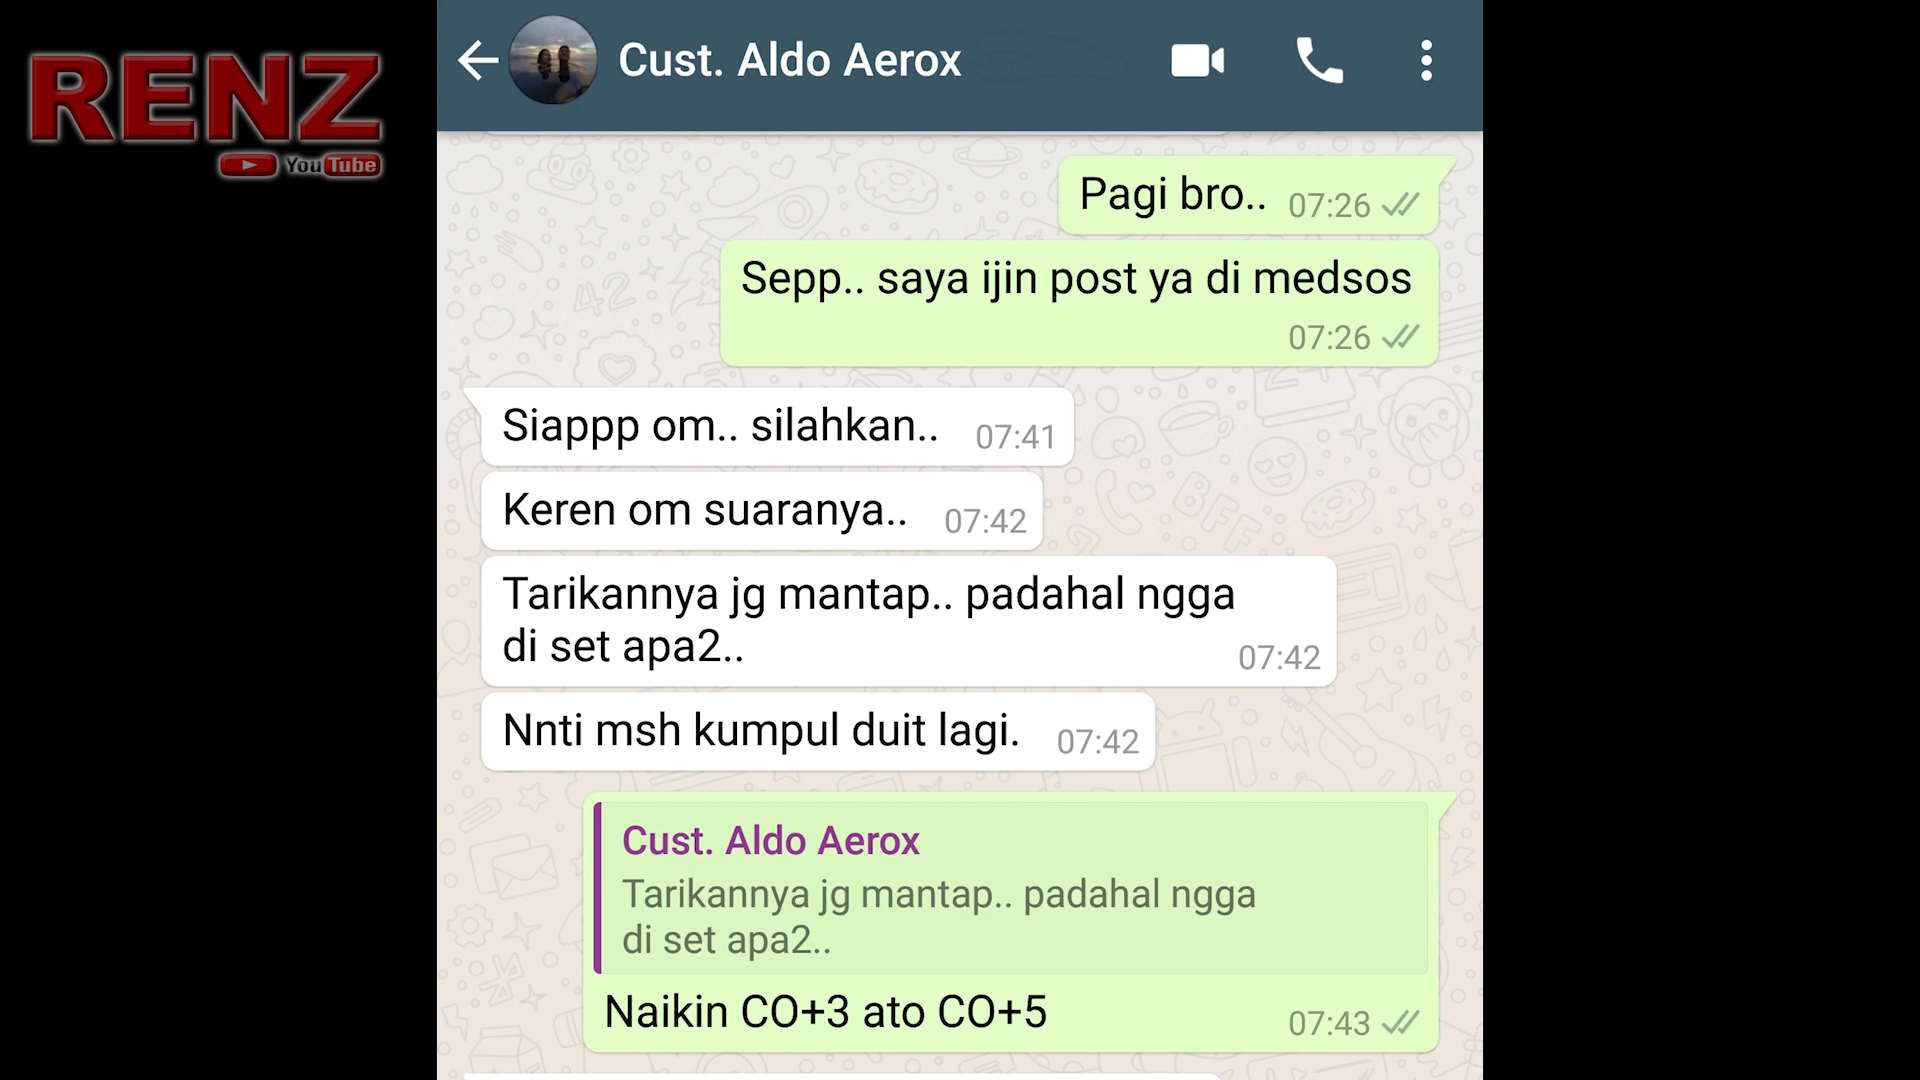 RENZ
YouTube
Cust. Aldo Aerox
Pagi bro.. 07:26
Sepp.. saya ijin post ya di medsos
07:26
Siappp om.. silahkan.. 07:41
Keren om suaranya.. 07:42
Tarikannya jg mantap.. padahal ngga
di set apa2.. 07:42
Nnti msh kumpul duit lagi. 07:42
Cust. Aldo Aerox
Tarikannya jg mantap.. padahal ngga
di set apa2..
Naikin CO+3 ato CO+5 07:43